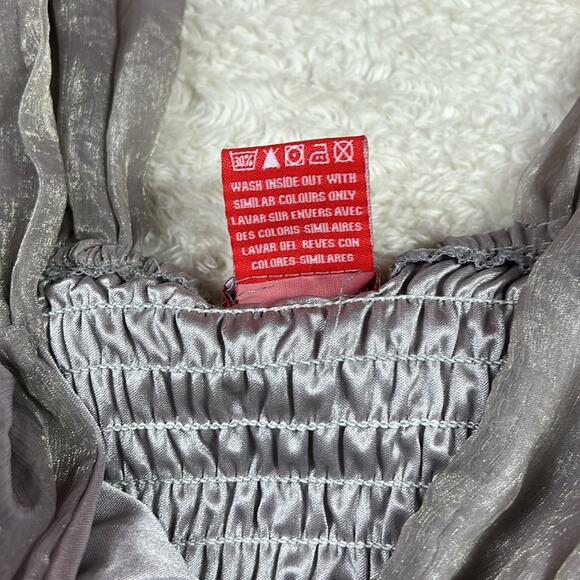 30%
WASH INSIDE OUT WITH
SIMILAR COLOURS ONLY
LAVAR SUR ENVERS AVEC
DES COLORIS SIMILAIRES
LAVAR DEL REVES CON
COLORES SIMILARES